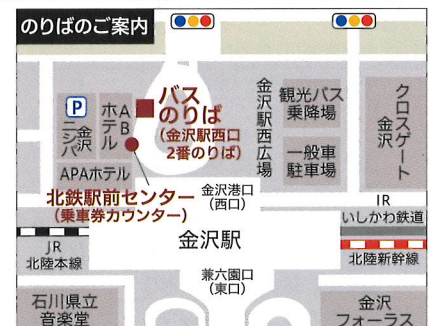 のりばのご案内
P
金沢
ニシパ
ABホテル
バス
のりば
(金沢駅西口
2番のりば)
金沢駅西広場
観光バス
乗降場
一般車
駐車場
クロスゲート
金沢
APAホテル
北鉄駅前センター
(乗車券カウンター)
金沢港口
(西口)
IR
いしかわ鉄道
金沢駅
JR
北陸本線
北陸新幹線
兼六園口
(東口)
石川県立
音楽堂
金沢
フォーラス